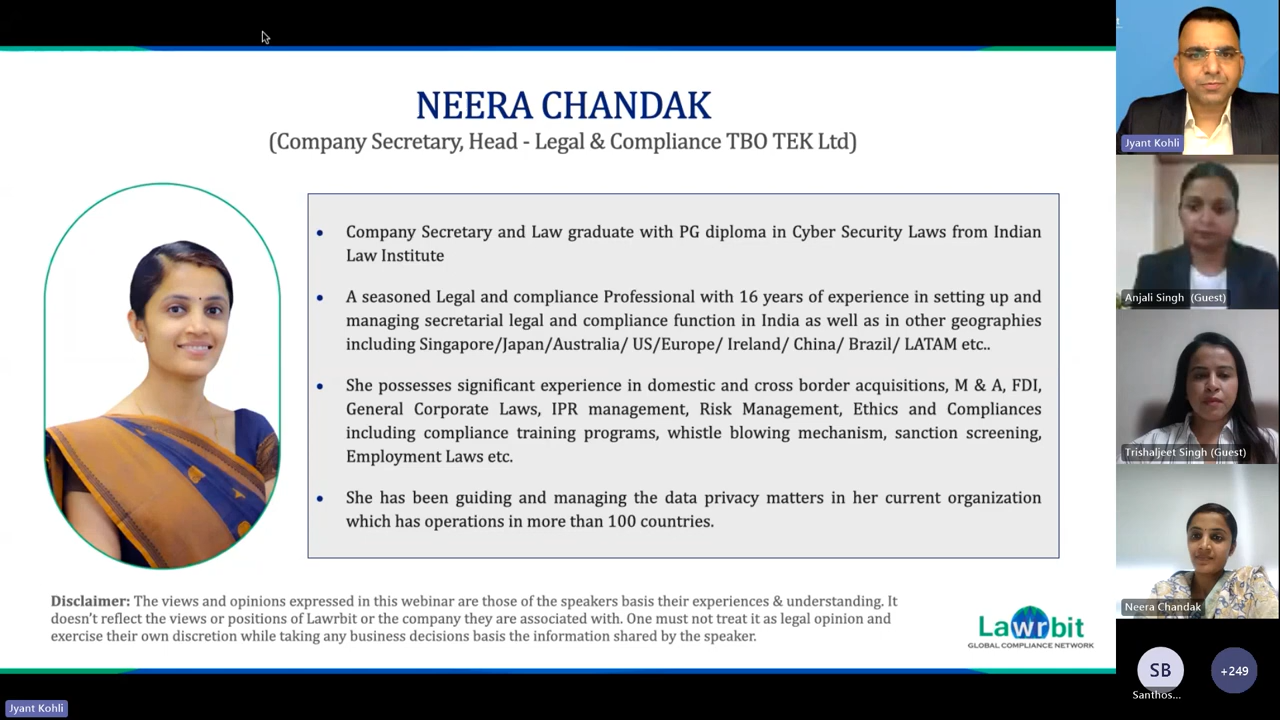 NEERA CHANDAK
(Company Secretary, Head - Legal & Compliance TBO TEK Ltd)
• Company Secretary and Law graduate with PG diploma in Cyber Security Laws from Indian
Law Institute
• A seasoned Legal and compliance Professional with 16 years of experience in setting up and
managing secretarial legal and compliance function in India as well as in other geographies
including Singapore/Japan/Australia/ US/Europe/ Ireland/ China/ Brazil/ LATAM etc..
• She possesses significant experience in domestic and cross border acquisitions, M & A, FDI,
General Corporate Laws, IPR management, Risk Management, Ethics and Compliances
including compliance training programs, whistle blowing mechanism, sanction screening,
Employment Laws etc.
• She has been guiding and managing the data privacy matters in her current organization
which has operations in more than 100 countries.
Disclaimer: The views and opinions expressed in this webinar are those of the speakers basis their experiences & understanding. It
doesn't reflect the views or positions of Lawrbit or the company they are associated with. One must not treat it as legal opinion and
exercise their own discretion while taking any business decisions basis the information shared by the speaker.
Lawrbit
GLOBAL COMPLIANCE NETWORK
Jyant Kohli
Jyant Kohli
Anjali Singh (Guest)
Trishaljeet Singh (Guest)
Neera Chandak
SB
+249
Santhos...